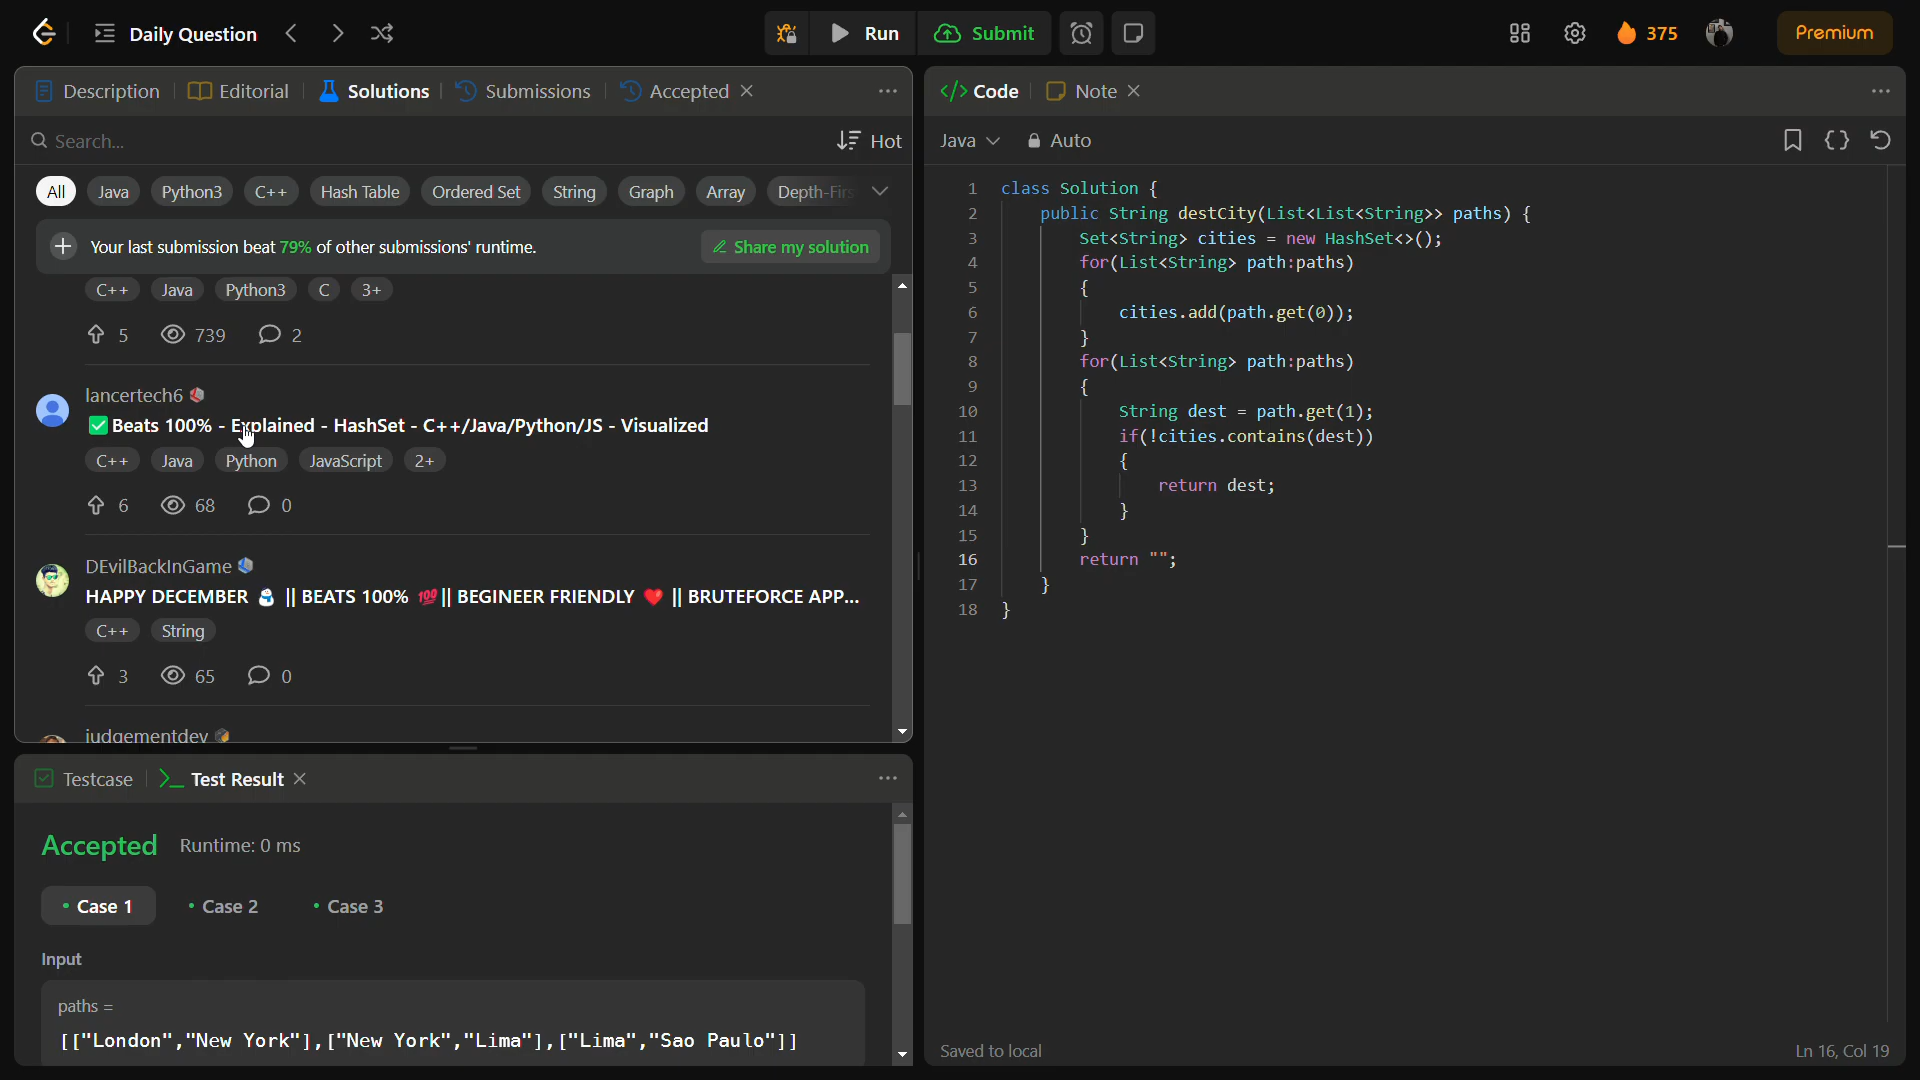 Daily Question
Run
Submit
375
Premium
Description
Editorial
Solutions
Submissions
Accepted
Search...
Hot
All
Java
Python3
C++
Hash Table
Ordered Set
String
Graph
Array
Depth-Firs
Your last submission beat 79% of other submissions' runtime.
Share my solution
C++
Java
Python3
C
3+
5
739
2
lancertech6
✅Beats 100% - Explained - HashSet - C++/Java/Python/JS - Visualized
C++
Java
Python
JavaScript
2+
6
68
0
DEvilBackInGame
HAPPY DECEMBER ⛄ || BEATS 100% 💯|| BEGINEER FRIENDLY ❤️ || BRUTEFORCE APP...
C++
String
3
65
0
judgementdev
Testcase
Test Result
Accepted
Runtime: 0 ms
Case 1
Case 2
Case 3
Input
paths =
[["London","New York"],["New York","Lima"],["Lima","Sao Paulo"]]
</> Code
Note
Java
Auto
1 class Solution {
2 public String destCity(List<List<String>> paths) {
3 Set<String> cities = new HashSet<>();
4 for(List<String> path:paths)
5 {
6 cities.add(path.get(0));
7 }
8 for(List<String> path:paths)
9 {
10 String dest = path.get(1);
11 if(!cities.contains(dest))
12 {
13 return dest;
14 }
15 }
16 return "";
17 }
18 }
Saved to local
Ln 16, Col 19